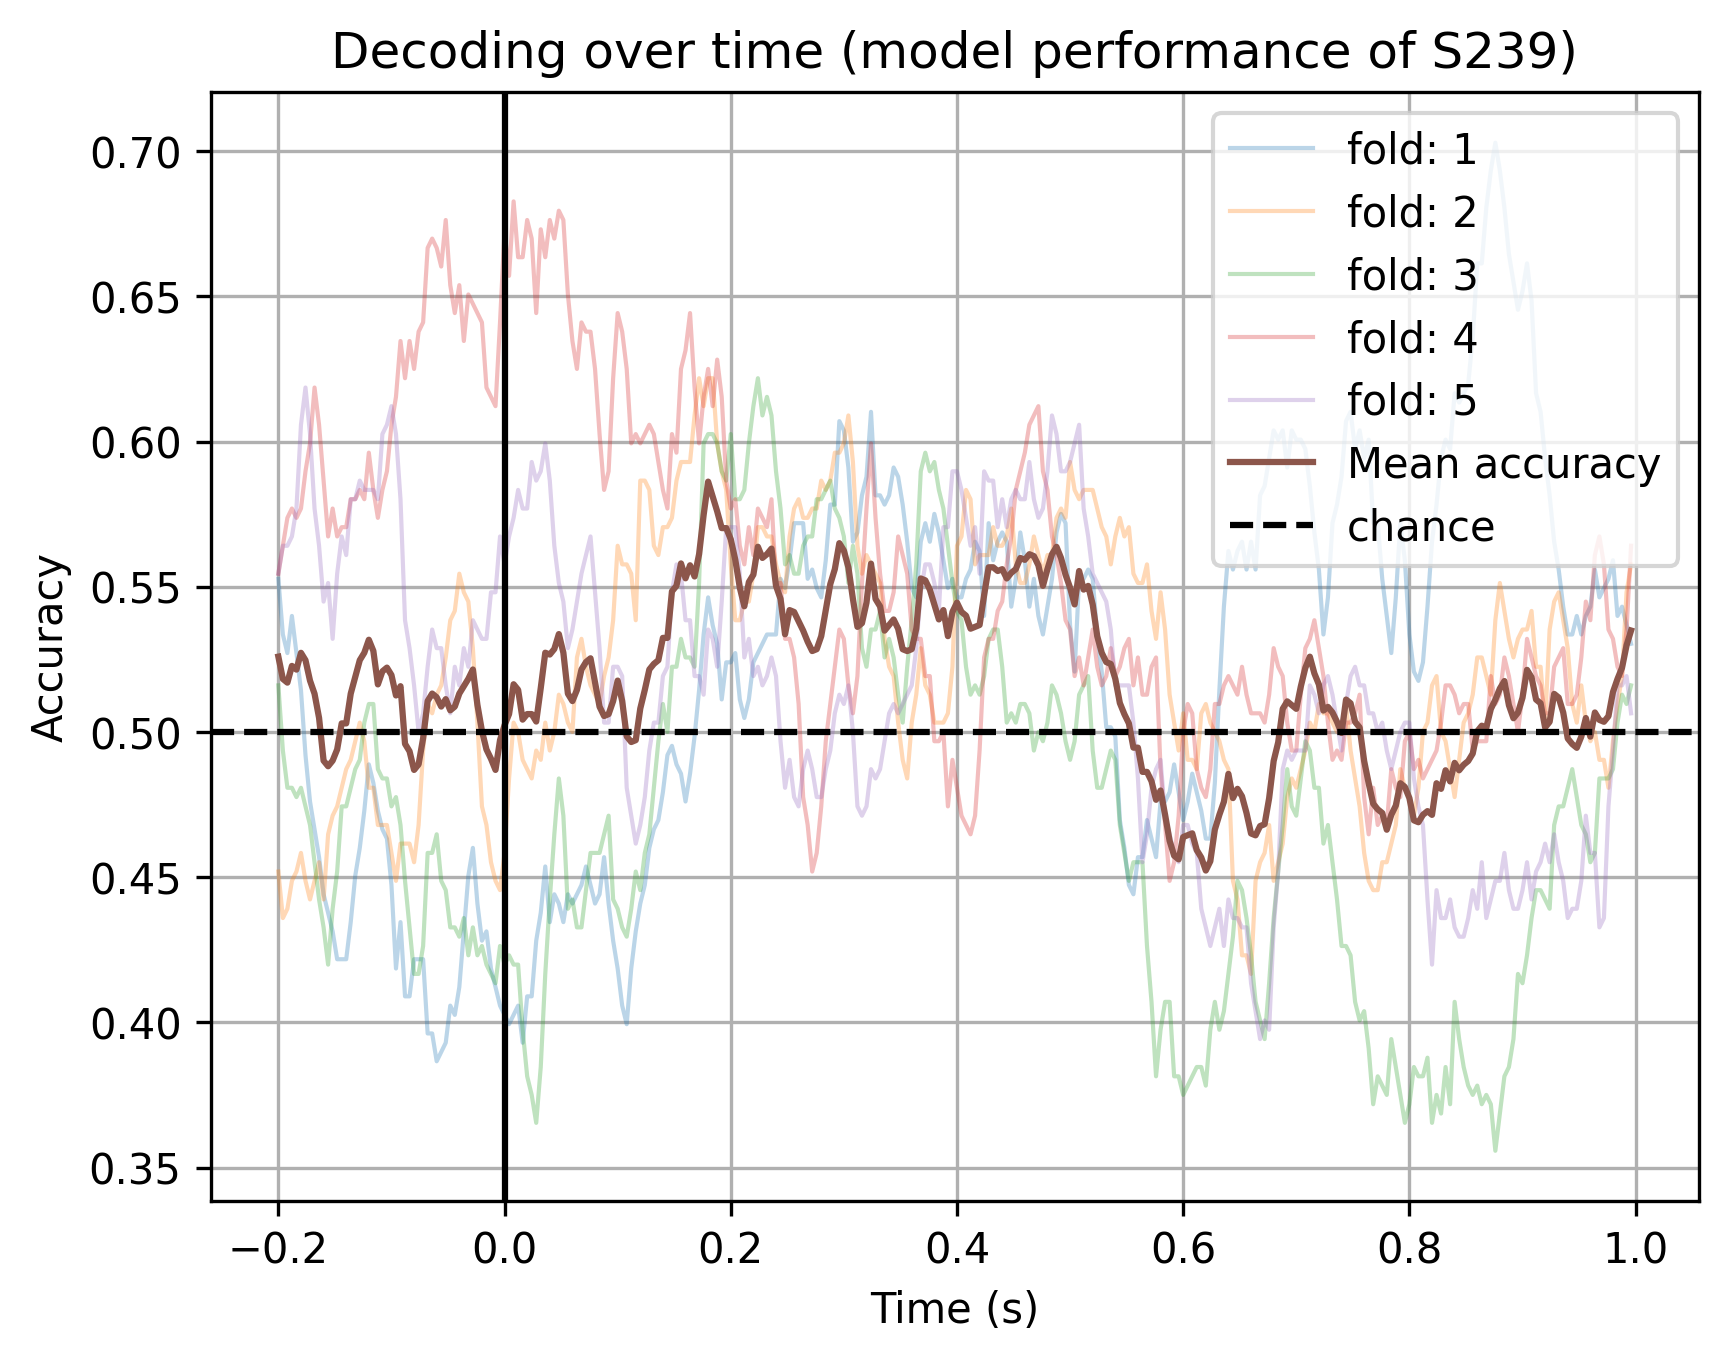 Decoding over time (model performance of S239)
0.70
0.65
0.60
0.55
0.50
0.45
0.40
0.35
Accuracy
fold: 1
fold: 2
fold: 3
fold: 4
fold: 5
Mean accuracy
chance
−0.2 0.0 0.2 0.4 0.6 0.8 1.0
Time (s)